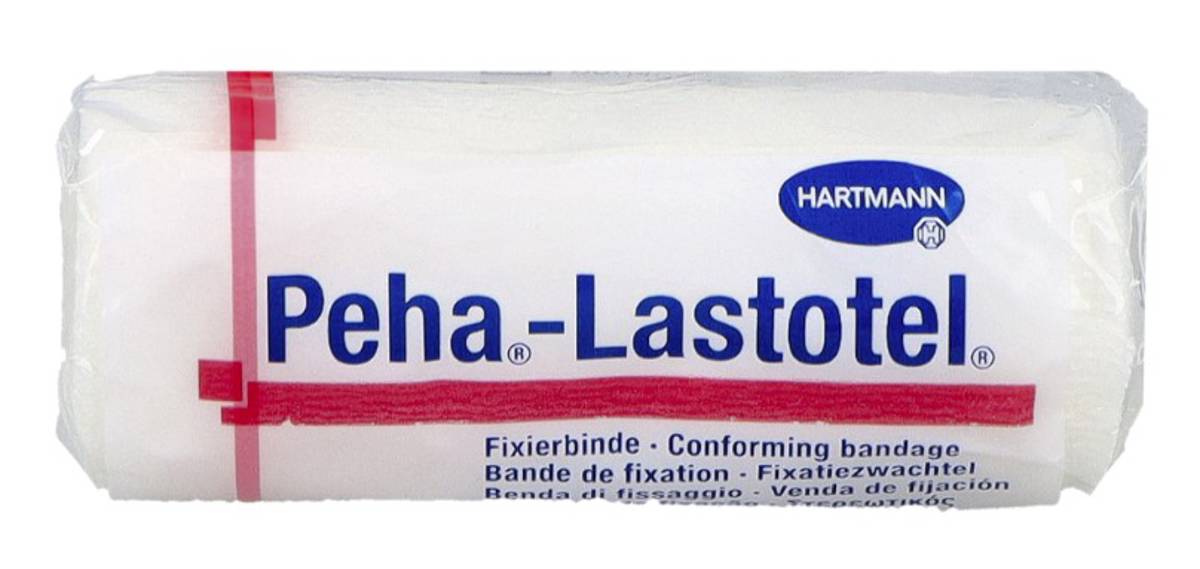 HARTMANN
Peha®-Lastotel®
Fixierbinde · Conforming bandage
Bande de fixation · Fixatiezwachtel
Benda di fissaggio · Venda de fijación